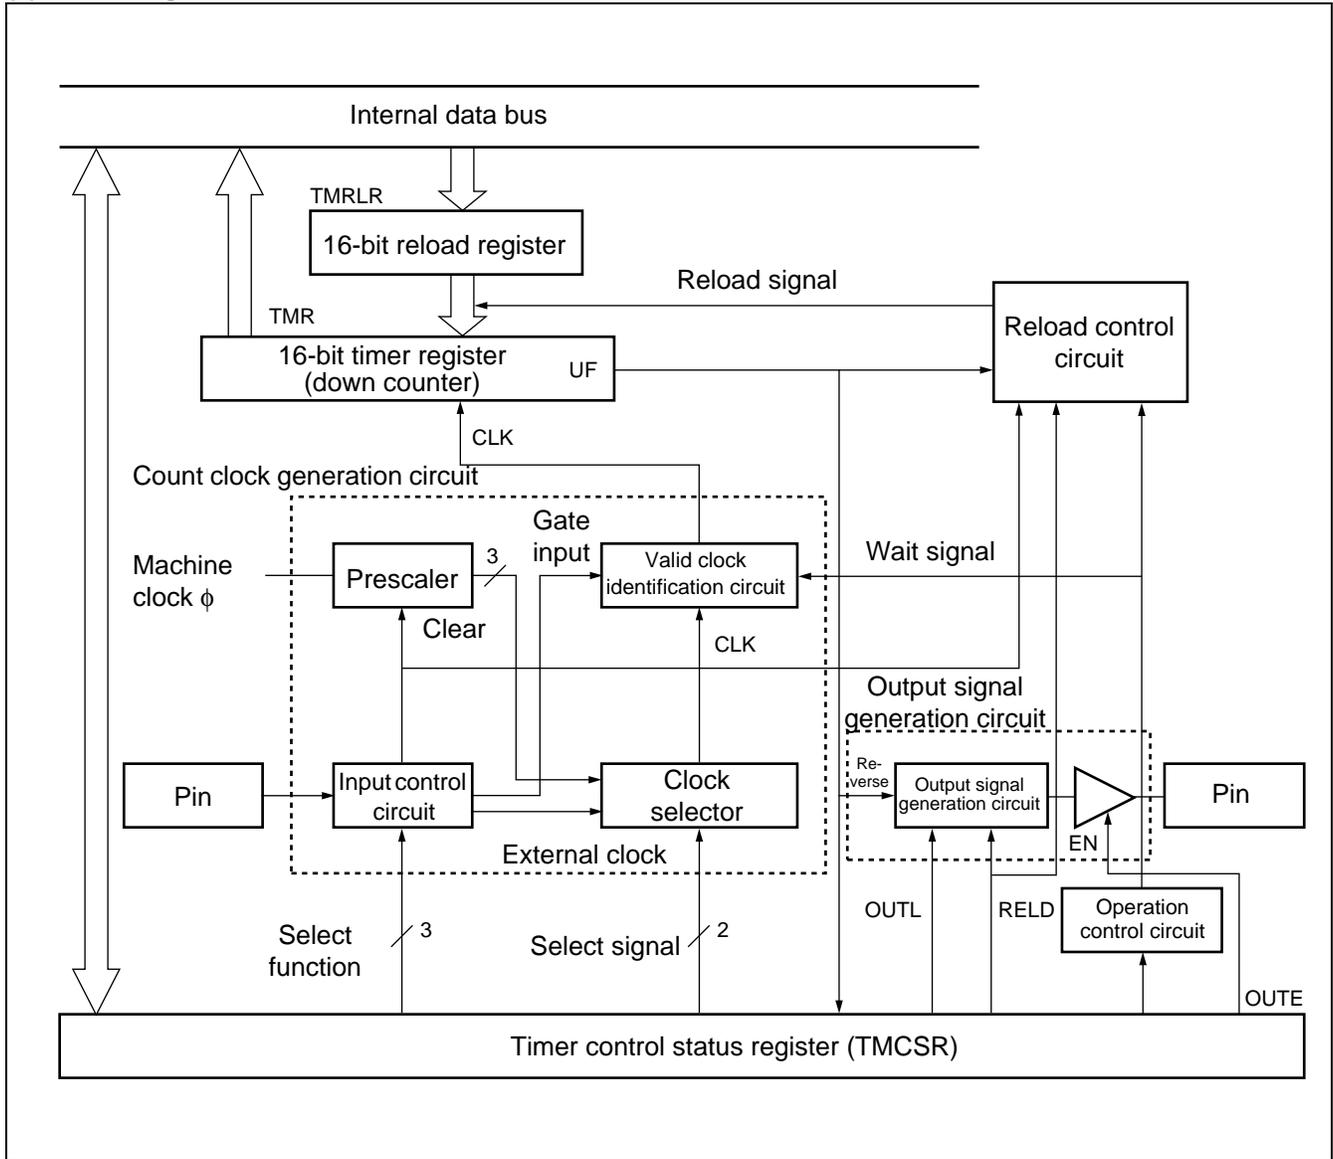 Internal data bus
TMRLR
16-bit reload register
Reload signal
Reload control
circuit
TMR
16-bit timer register
(down counter)
UF
CLK
Count clock generation circuit
Gate
input
Machine
clock ϕ
Prescaler
3
Valid clock
identification circuit
Wait signal
Clear
CLK
Output signal
generation circuit
Pin
Input control
circuit
Clock
selector
Re-
verse
Output signal
generation circuit
Pin
EN
External clock
OUTL
RELD
Operation
control circuit
Select
function
3
Select signal
2
OUTE
Timer control status register (TMCSR)